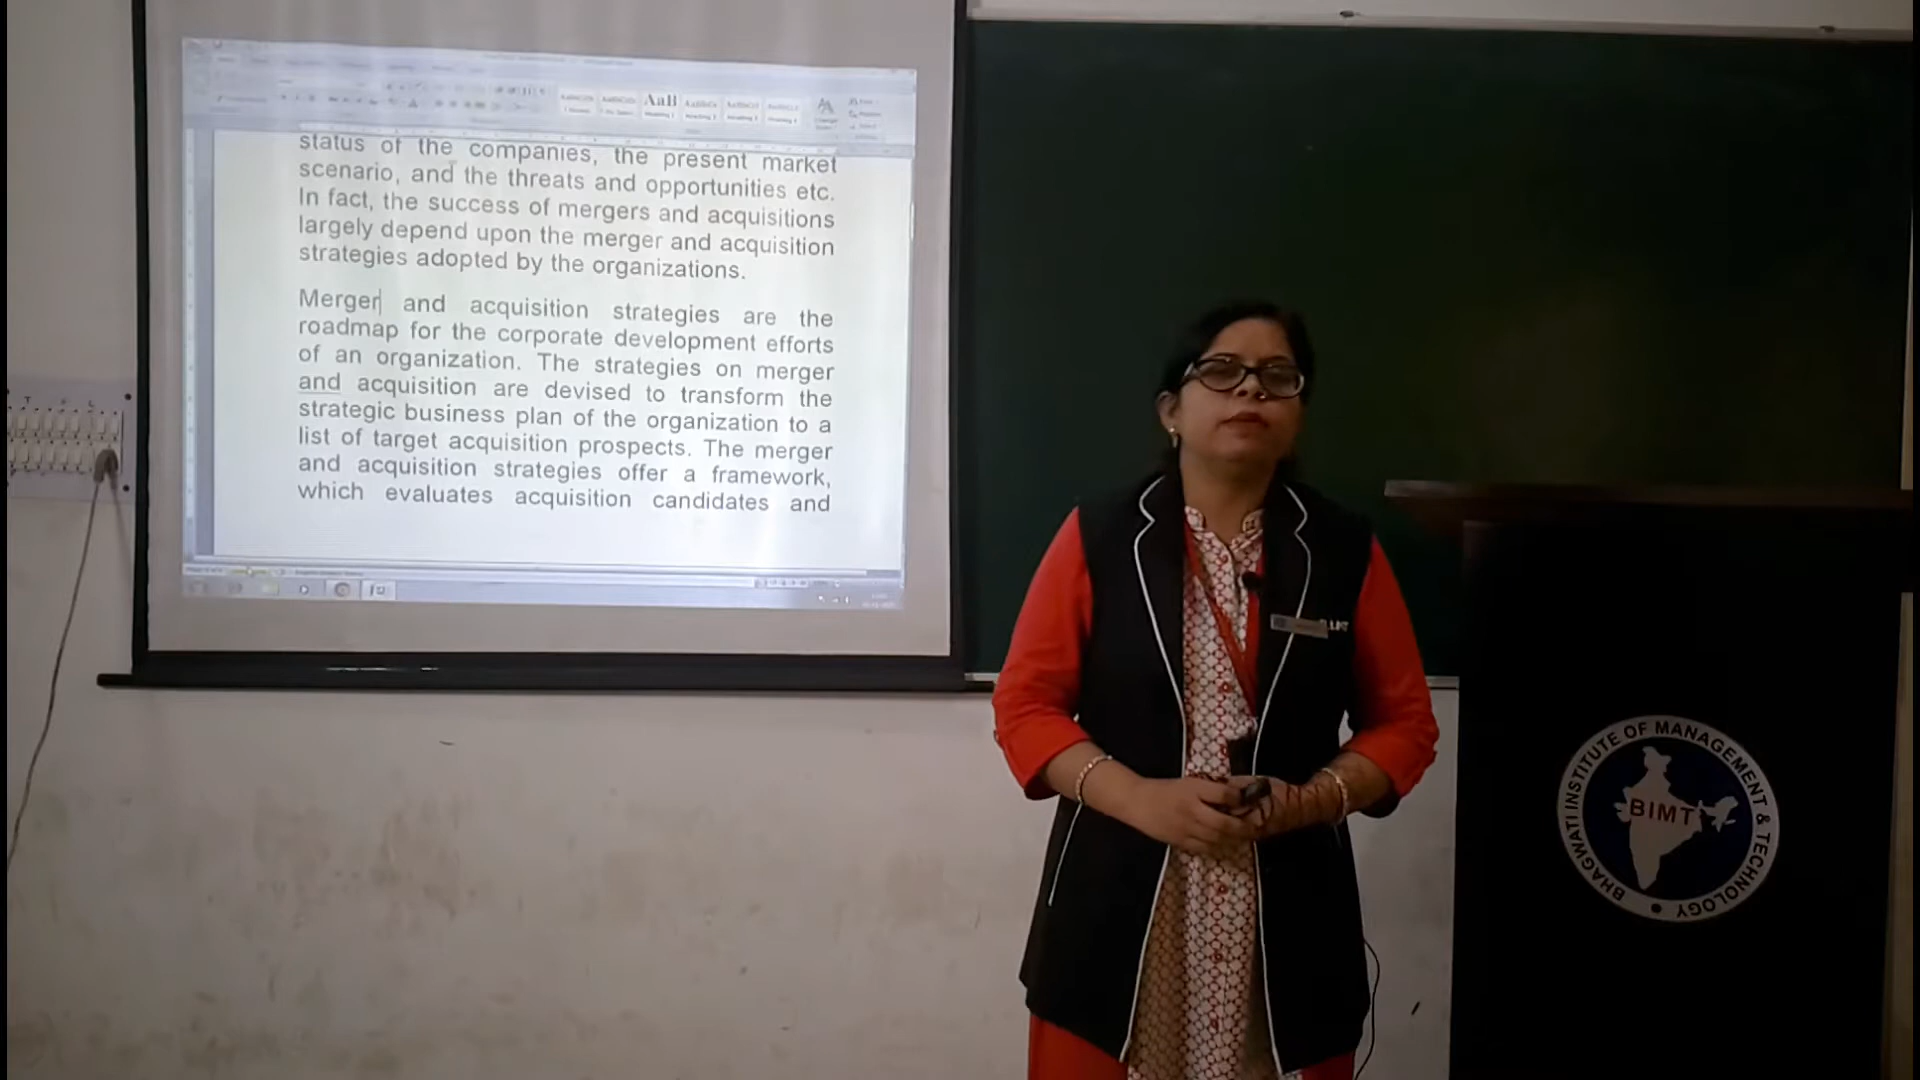 AaB
status of the companies, the present market
scenario, and the threats and opportunities etc.
In fact, the success of mergers and acquisitions
largely depend upon the merger and acquisition
strategies adopted by the organizations.
Merger and acquisition strategies are the
roadmap for the corporate development efforts
of an organization. The strategies on merger
and acquisition are devised to transform the
strategic business plan of the organization to a
list of target acquisition prospects. The merger
and acquisition strategies offer a framework,
which evaluates acquisition candidates and
BHAGWATI INSTITUTE OF MANAGEMENT & TECHNOLOGY
BIMT